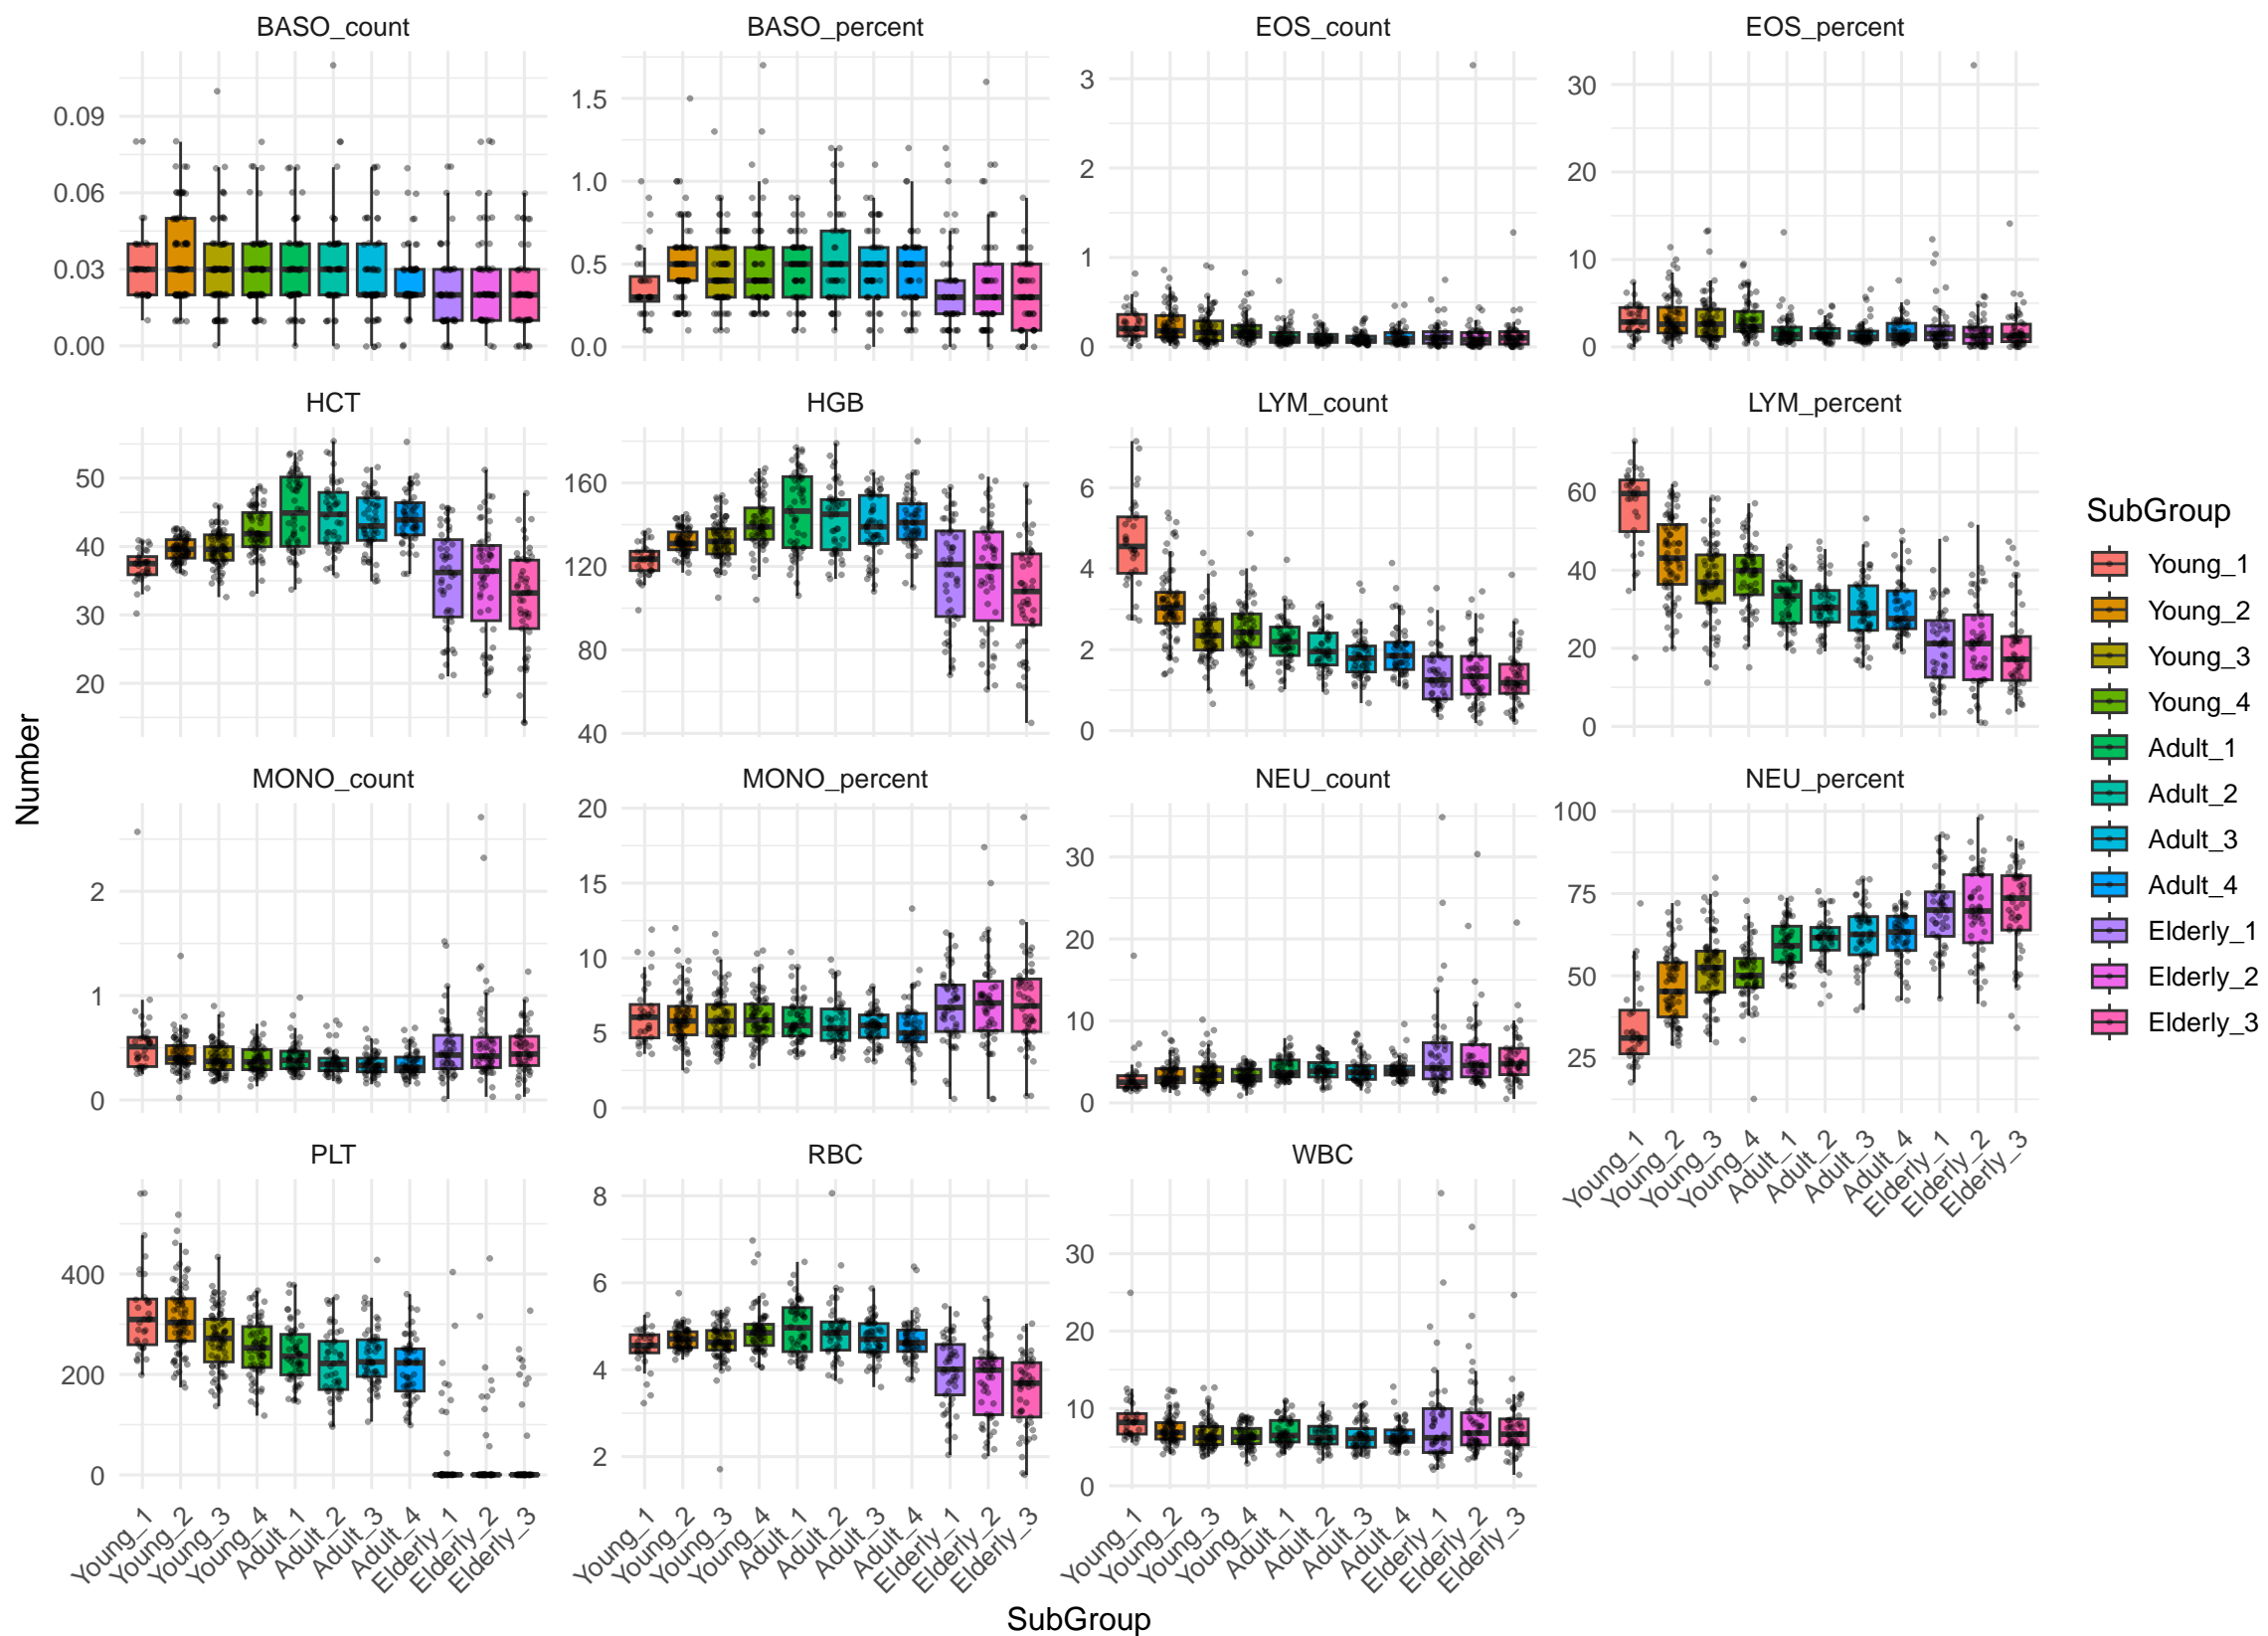 BASO_count
BASO_percent
EOS_count
EOS_percent
0.09
0.06
0.03
0.00
1.5
1.0
0.5
0.0
3
2
1
0
30
20
10
0
HCT
HGB
LYM_count
LYM_percent
50
40
30
20
160
120
80
40
6
4
2
0
60
40
20
0
MONO_count
MONO_percent
NEU_count
NEU_percent
2
1
0
20
15
10
5
0
30
20
10
0
100
75
50
25
Young_1
Young_2
Young_3
Young_4
Adult_1
Adult_2
Adult_3
Adult_4
Elderly_1
Elderly_2
Elderly_3
PLT
RBC
WBC
400
200
0
8
6
4
2
30
20
10
0
Young_1
Young_2
Young_3
Young_4
Adult_1
Adult_2
Adult_3
Adult_4
Elderly_1
Elderly_2
Elderly_3
Young_1
Young_2
Young_3
Young_4
Adult_1
Adult_2
Adult_3
Adult_4
Elderly_1
Elderly_2
Elderly_3
Young_1
Young_2
Young_3
Young_4
Adult_1
Adult_2
Adult_3
Adult_4
Elderly_1
Elderly_2
Elderly_3
Number
SubGroup
SubGroup
Young_1
Young_2
Young_3
Young_4
Adult_1
Adult_2
Adult_3
Adult_4
Elderly_1
Elderly_2
Elderly_3